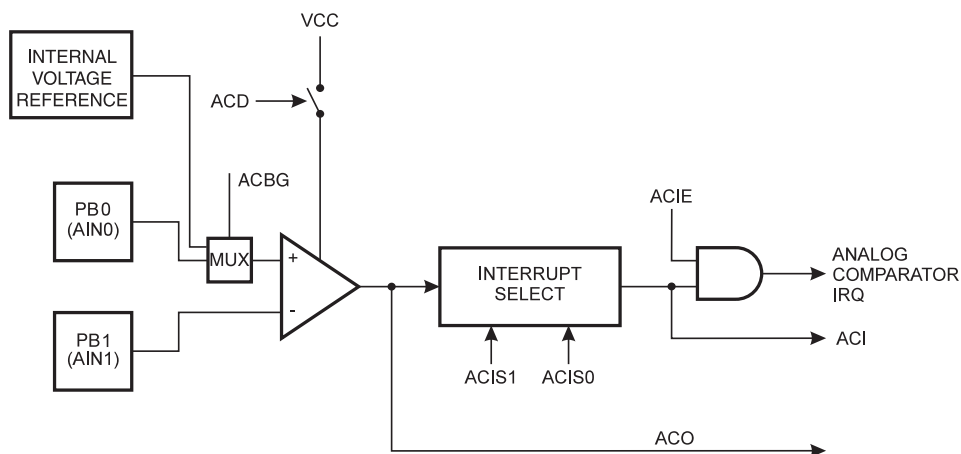 VCC
INTERNAL
VOLTAGE
REFERENCE
ACD
ACBG
PB0
(AIN0)
MUX
+
-
PB1
(AIN1)
INTERRUPT
SELECT
ACIS1
ACIS0
ACIE
ANALOG
COMPARATOR
IRQ
ACI
ACO